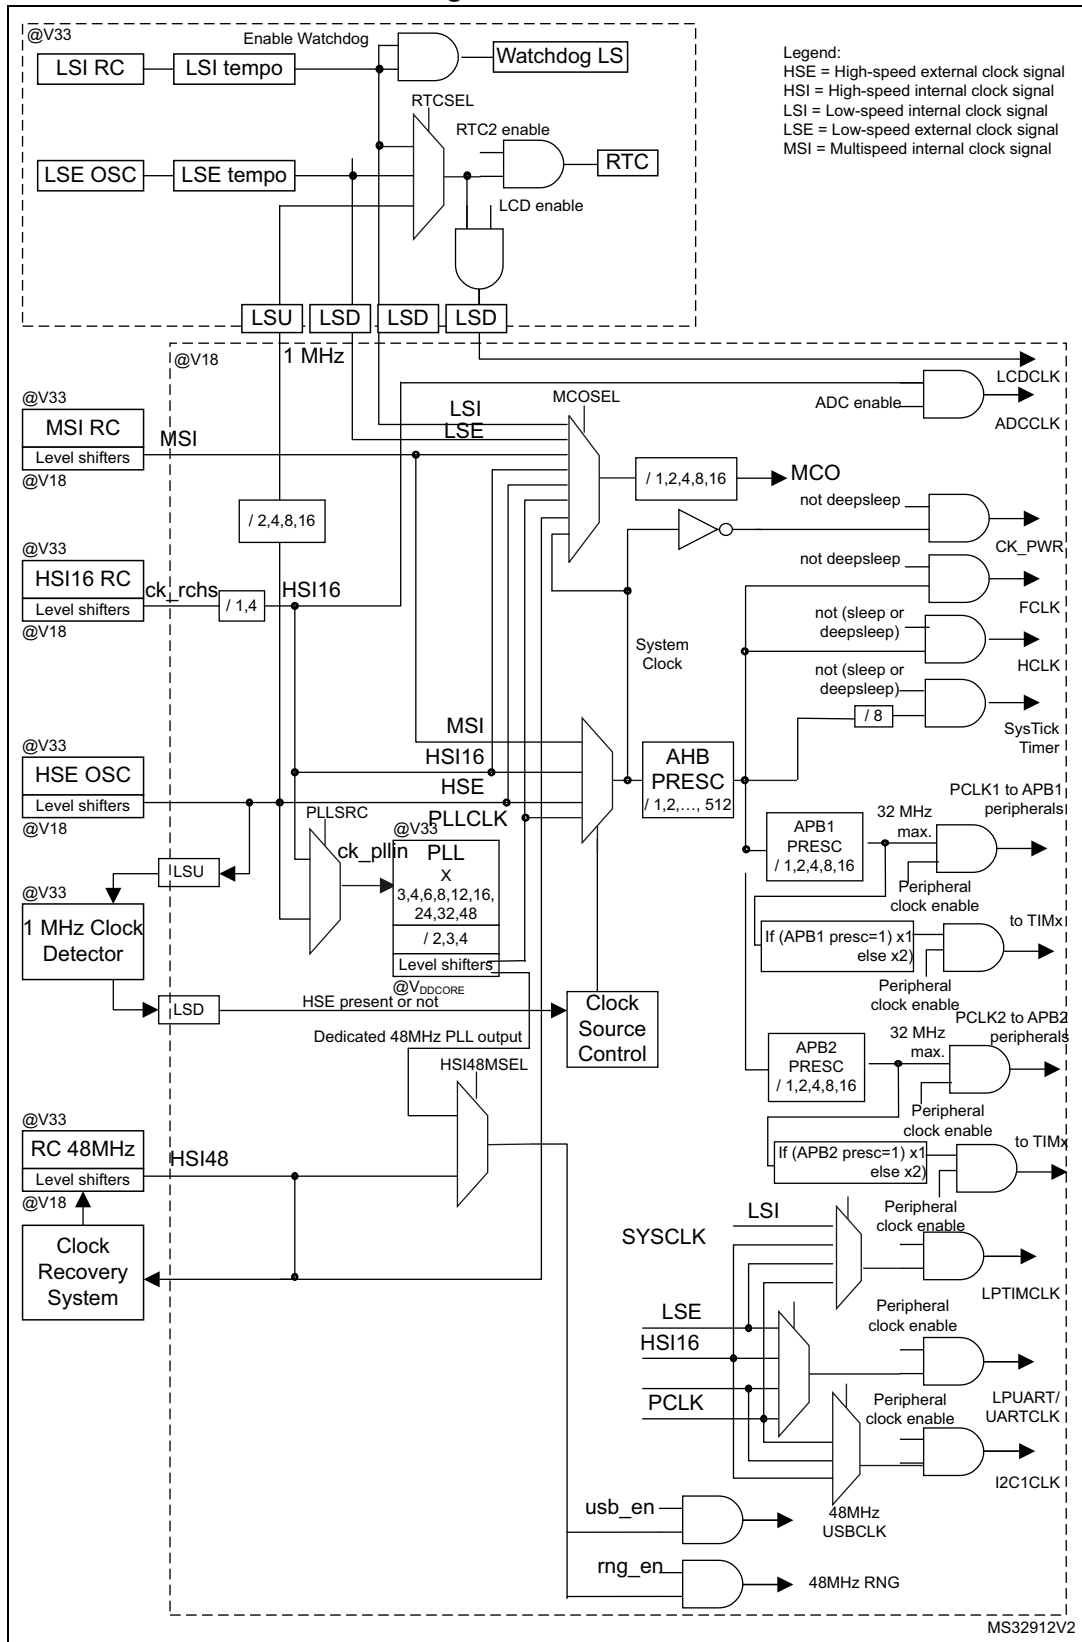 @V33
Enable Watchdog
LSI RC
LSI tempo
Watchdog LS
Legend:
HSE = High-speed external clock signal
HSI = High-speed internal clock signal
LSI = Low-speed internal clock signal
LSE = Low-speed external clock signal
MSI = Multispeed internal clock signal
RTCSEL
RTC2 enable
LSE OSC
LSE tempo
RTC
LCD enable
LSU
LSD
LSD
LSD
@V18
1 MHz
LCDCLK
@V33
MSI RC
Level shifters
@V18
MSI
LSI
LSE
MCOSEL
ADC enable
ADCCLK
/ 1,2,4,8,16
MCO
/ 2,4,8,16
not deepsleep
CK_PWR
@V33
HSI16 RC
Level shifters
@V18
ck_rchs
/ 1,4
HSI16
not deepsleep
FCLK
not (sleep or
deepsleep)
HCLK
System
Clock
not (sleep or
deepsleep)
/ 8
SysTick
Timer
@V33
HSE OSC
Level shifters
@V18
MSI
HSI16
HSE
PLLCLK
AHB
PRESC
/ 1,2,..., 512
PCLK1 to APB1
peripherals
32 MHz
max.
APB1
PRESC
/ 1,2,4,8,16
Peripheral
clock enable
PLLSRC
ck_pllin
@V33
PLL
X
3,4,6,8,12,16,
24,32,48
/ 2,3,4
Level shifters
@VDDCORE
LSU
@V33
1 MHz Clock
Detector
LSD
HSE present or not
Clock
Source
Control
If (APB1 presc=1) x1
else x2)
to TIMx
Peripheral
clock enable
PCLK2 to APB2
peripherals
32 MHz
max.
APB2
PRESC
/ 1,2,4,8,16
Peripheral
clock enable
Dedicated 48MHz PLL output
HSI48MSEL
@V33
RC 48MHz
Level shifters
@V18
HSI48
If (APB2 presc=1) x1
else x2)
to TIMx
Peripheral
clock enable
Clock
Recovery
System
LSI
SYSCLK
LPTIMCLK
LSE
HSI16
PCLK
Peripheral
clock enable
LPUART/
UARTCLK
Peripheral
clock enable
I2C1CLK
usb_en
48MHz
USBCLK
rng_en
48MHz RNG
MS32912V2